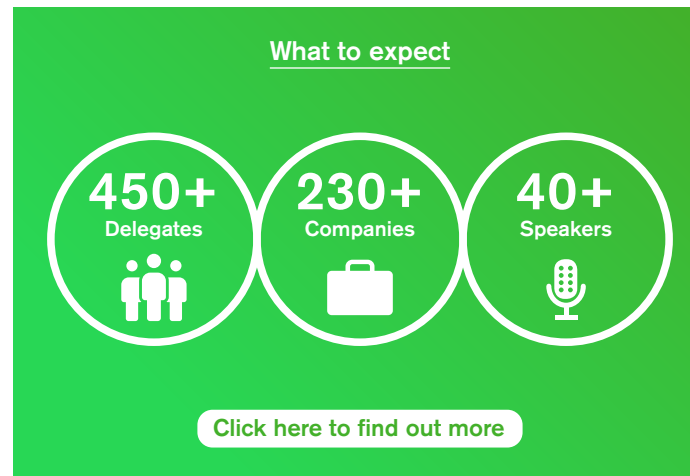 What to expect
450+
Delegates
230+
Companies
40+
Speakers
Click here to find out more